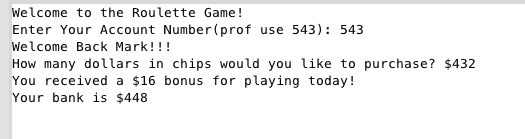 Welcome to the Roulette Game!
Enter Your Account Number(prof use 543): 543
Welcome Back Mark!!!
How many dollars in chips would you like to purchase? $432
You received a $16 bonus for playing today!
Your bank is $448